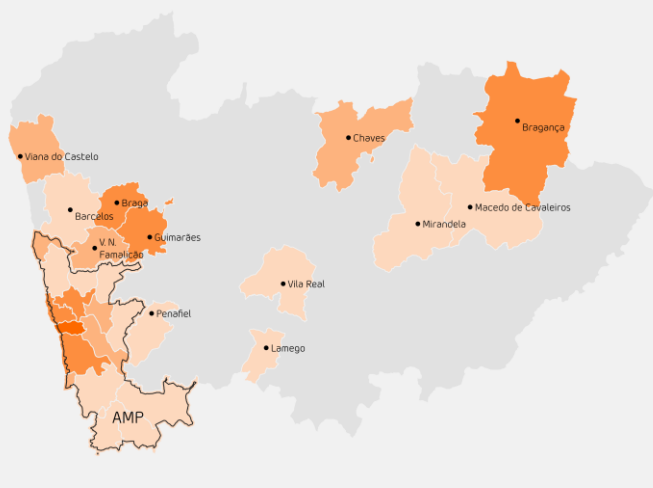 Chaves
Bragança
Viana do Castelo
Braga
Barcelos
Macedo de Cavaleiros
Mirandela
Guimarães
V. N.
Famalicão
Vila Real
Penafiel
Lamego
AMP